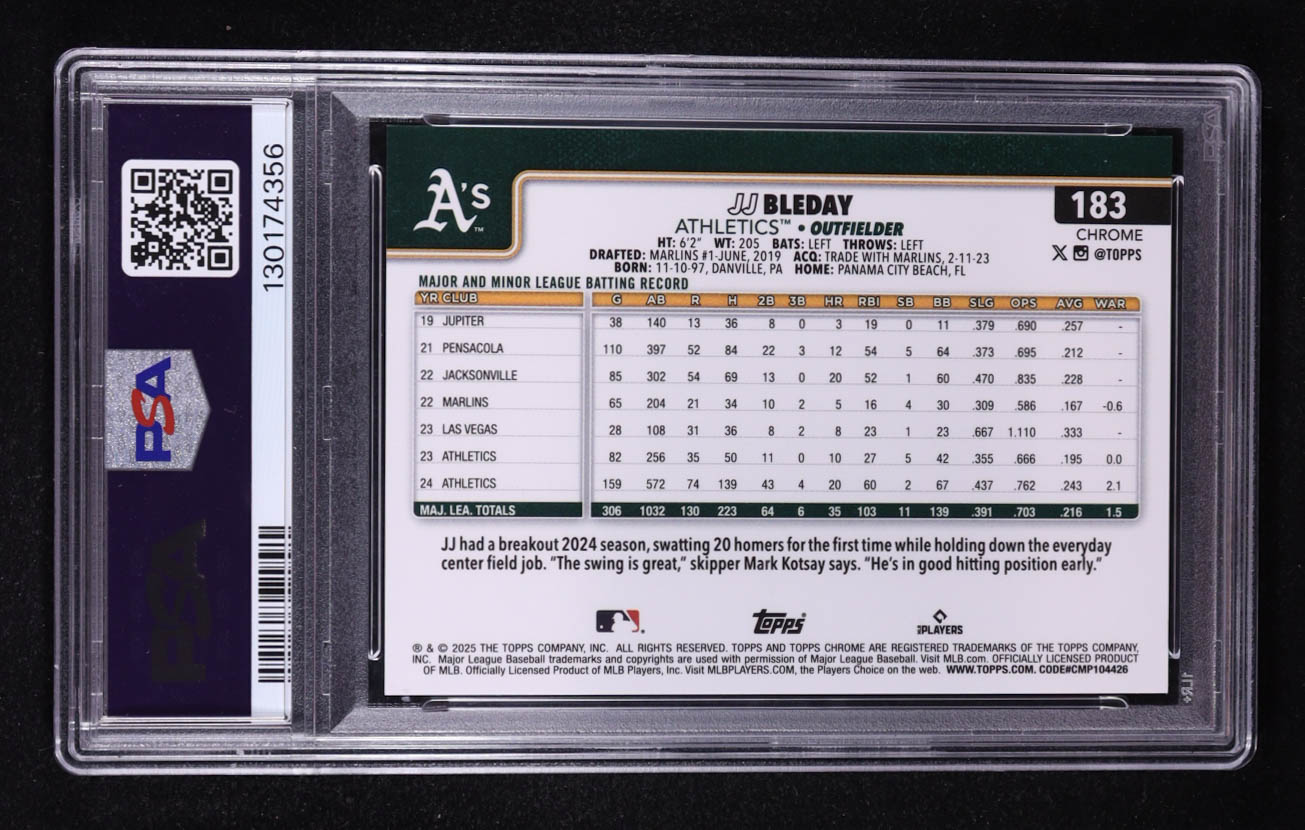 130174356
PSA
PSA
A's™
JJ BLEDAY
ATHLETICS™ • OUTFIELDER
HT: 6'2" WT: 205 BATS: LEFT THROWS: LEFT
DRAFTED: MARLINS #1-JUNE, 2019 ACQ: TRADE WITH MARLINS, 2-11-23
BORN: 11-10-97, DANVILLE, PA HOME: PANAMA CITY BEACH, FL
183
CHROME
X @TOPPS
MAJOR AND MINOR LEAGUE BATTING RECORD
YR CLUB G AB R H 2B 3B HR RBI SB BB SLG OPS AVG WAR
19 JUPITER 38 140 13 36 8 0 3 19 0 11 .379 .690 .257 -
21 PENSACOLA 110 397 52 84 22 3 12 54 5 64 .373 .695 .212 -
22 JACKSONVILLE 85 302 54 69 13 0 20 52 1 60 .470 .835 .228 -
22 MARLINS 65 204 21 34 10 2 5 16 4 30 .309 .586 .167 -0.6
23 LAS VEGAS 28 108 31 36 8 2 8 23 1 23 .667 1.110 .333 -
23 ATHLETICS 82 256 35 50 11 0 10 27 5 42 .355 .666 .195 0.0
24 ATHLETICS 159 572 74 139 43 4 20 60 2 67 .437 .762 .243 2.1
MAJ. LEA. TOTALS 306 1032 130 223 64 6 35 103 11 139 .391 .703 .216 1.5
JJ had a breakout 2024 season, swatting 20 homers for the first time while holding down the everyday
center field job. "The swing is great," skipper Mark Kotsay says. "He's in good hitting position early."
Topps
MLB PLAYERS
® & © 2025 THE TOPPS COMPANY, INC. ALL RIGHTS RESERVED. TOPPS AND TOPPS CHROME ARE REGISTERED TRADEMARKS OF THE TOPPS COMPANY,
INC. Major League Baseball trademarks and copyrights are used with permission of Major League Baseball. Visit MLB.com. OFFICIALLY LICENSED PRODUCT
OF MLB. Officially Licensed Product of MLB Players, Inc. Visit MLBPLAYERS.COM, the Players Choice on the web. WWW.TOPPS.COM. CODE#CMP104426